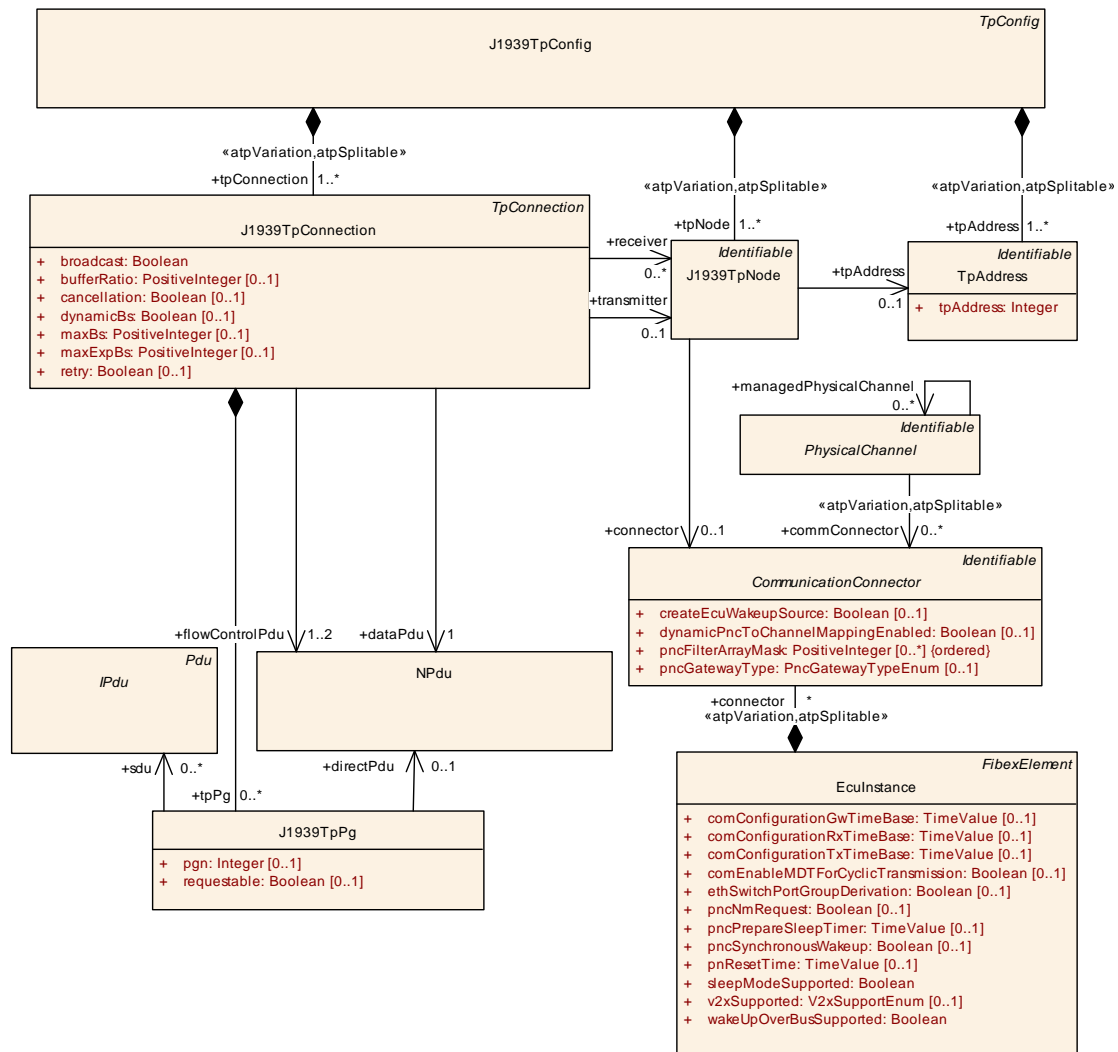 TpConfig
J1939TpConfig
«atpVariation,atpSplitable»
+tpConnection 1..*
«atpVariation,atpSplitable»
+tpNode 1..*
«atpVariation,atpSplitable»
+tpAddress 1..*
TpConnection
J1939TpConnection
+ broadcast: Boolean
+ bufferRatio: PositiveInteger [0..1]
+ cancellation: Boolean [0..1]
+ dynamicBs: Boolean [0..1]
+ maxBs: PositiveInteger [0..1]
+ maxExpBs: PositiveInteger [0..1]
+ retry: Boolean [0..1]
+receiver
0..*
+transmitter
0..1
Identifiable
J1939TpNode
+tpAddress
0..1
Identifiable
TpAddress
+ tpAddress: Integer
+managedPhysicalChannel
0..*
Identifiable
PhysicalChannel
«atpVariation,atpSplitable»
+connector 0..1
+commConnector 0..*
Identifiable
CommunicationConnector
+ createEcuWakeupSource: Boolean [0..1]
+ dynamicPncToChannelMappingEnabled: Boolean [0..1]
+ pncFilterArrayMask: PositiveInteger [0..*] {ordered}
+ pncGatewayType: PncGatewayTypeEnum [0..1]
+flowControlPdu 1..2
+dataPdu 1
Pdu
IPdu
NPdu
+connector *
«atpVariation,atpSplitable»
+sdu 0..*
+tpPg 0..*
+directPdu 0..1
J1939TpPg
+ pgn: Integer [0..1]
+ requestable: Boolean [0..1]
FibexElement
EcuInstance
+ comConfigurationGwTimeBase: TimeValue [0..1]
+ comConfigurationRxTimeBase: TimeValue [0..1]
+ comConfigurationTxTimeBase: TimeValue [0..1]
+ comEnableMDTForCyclicTransmission: Boolean [0..1]
+ ethSwitchPortGroupDerivation: Boolean [0..1]
+ pncNmRequest: Boolean [0..1]
+ pncPrepareSleepTimer: TimeValue [0..1]
+ pncSynchronousWakeup: Boolean [0..1]
+ pnResetTime: TimeValue [0..1]
+ sleepModeSupported: Boolean
+ v2xSupported: V2xSupportEnum [0..1]
+ wakeUpOverBusSupported: Boolean